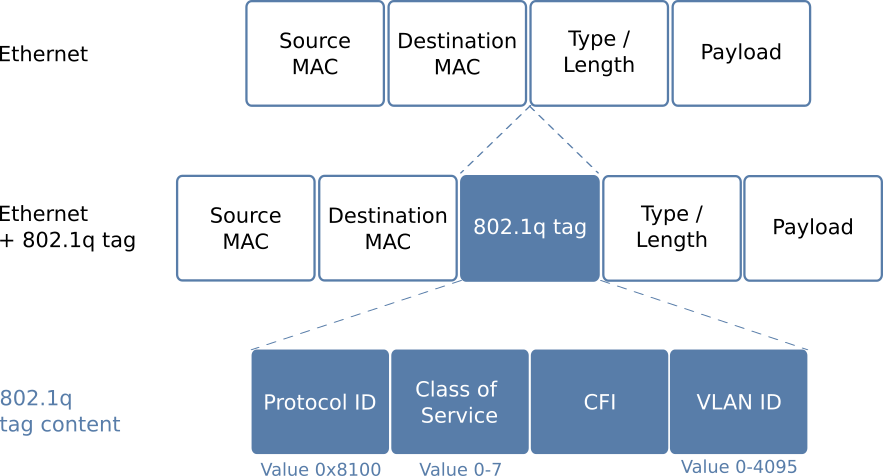 Ethernet
Source
MAC
Destination
MAC
Type /
Length
Payload
Ethernet
+ 802.1q tag
Source
MAC
Destination
MAC
802.1q tag
Type /
Length
Payload
802.1q
tag content
Protocol ID
Class of
Service
CFI
VLAN ID
Value 0x8100
Value 0-7
Value 0-4095